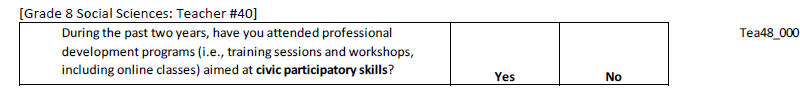 [Grade 8 Social Sciences: Teacher #40]
During the past two years, have you attended professional Tea48_000
development programs (i.e., training sessions and workshops,
including online classes) aimed at civic participatory skills?
Yes No